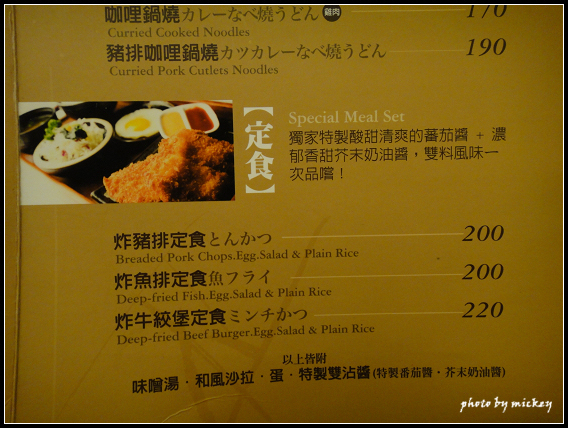 咖哩鍋燒カレーなべ燒うどん 雞肉 170
Curried Cooked Noodles
豬排咖哩鍋燒カツカレーなべ燒うどん 190
Curried Pork Cutlets Noodles
【定食】
Special Meal Set
獨家特製酸甜清爽的蕃茄醬 + 濃
郁香甜芥末奶油醬，雙料風味一
次品嚐！
炸豬排定食とんかつ 200
Breaded Pork Chops.Egg.Salad & Plain Rice
炸魚排定食魚フライ 200
Deep-fried Fish.Egg.Salad & Plain Rice
炸牛絞堡定食ミンチかつ 220
Deep-fried Beef Burger.Egg.Salad & Plain Rice
以上皆附
味噌湯．和風沙拉．蛋．特製雙沾醬(特製番茄醬．芥末奶油醬)
photo by mickey